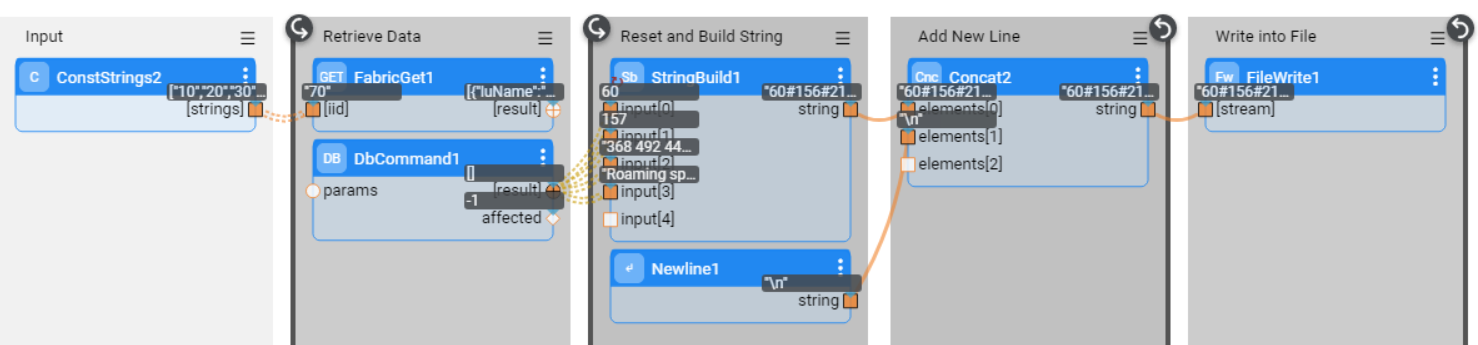 Input
C ConstStrings2
["10","20","30"...
[strings]
Retrieve Data
GET FabricGet1
"70"
[{"luName":"...
[iid]
[result]
DB DbCommand1
[]
params
[result]
-1
affected
Reset and Build String
Sb StringBuild1
60
"60#156#21...
input[0]
string
157
input[1]
"368 492 44...
input[2]
"Roaming sp...
input[3]
input[4]
Newline1
"\n"
string
Add New Line
Cnc Concat2
"60#156#21...
"60#156#21...
elements[0]
string
"\n"
elements[1]
elements[2]
Write into File
Fw FileWrite1
"60#156#21...
[stream]